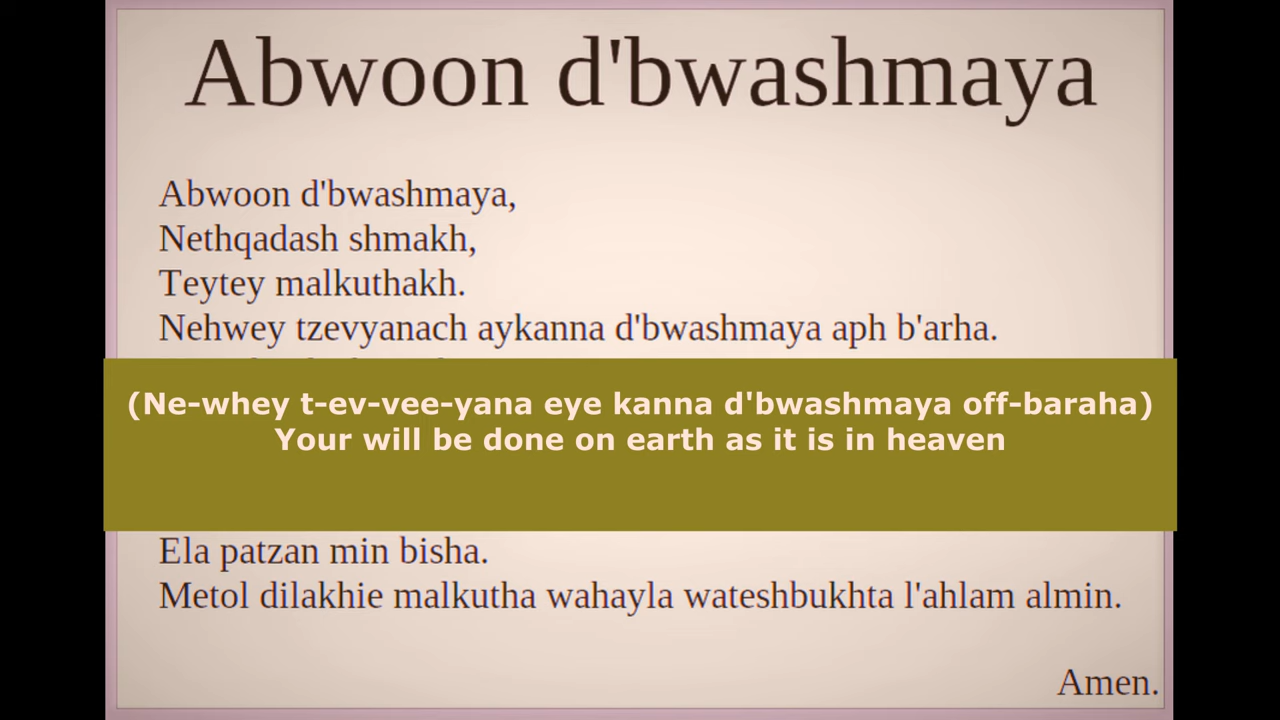 Abwoon d'bwashmaya
Abwoon d'bwashmaya,
Nethqadash shmakh,
Teytey malkuthakh.
Nehwey tzevyanach aykanna d'bwashmaya aph b'arha.
(Ne-whey t-ev-vee-yana eye kanna d'bwashmaya off-baraha)
Your will be done on earth as it is in heaven
Ela patzan min bisha.
Metol dilakhie malkutha wahayla wateshbukhta l'ahlam almin.
Amen.